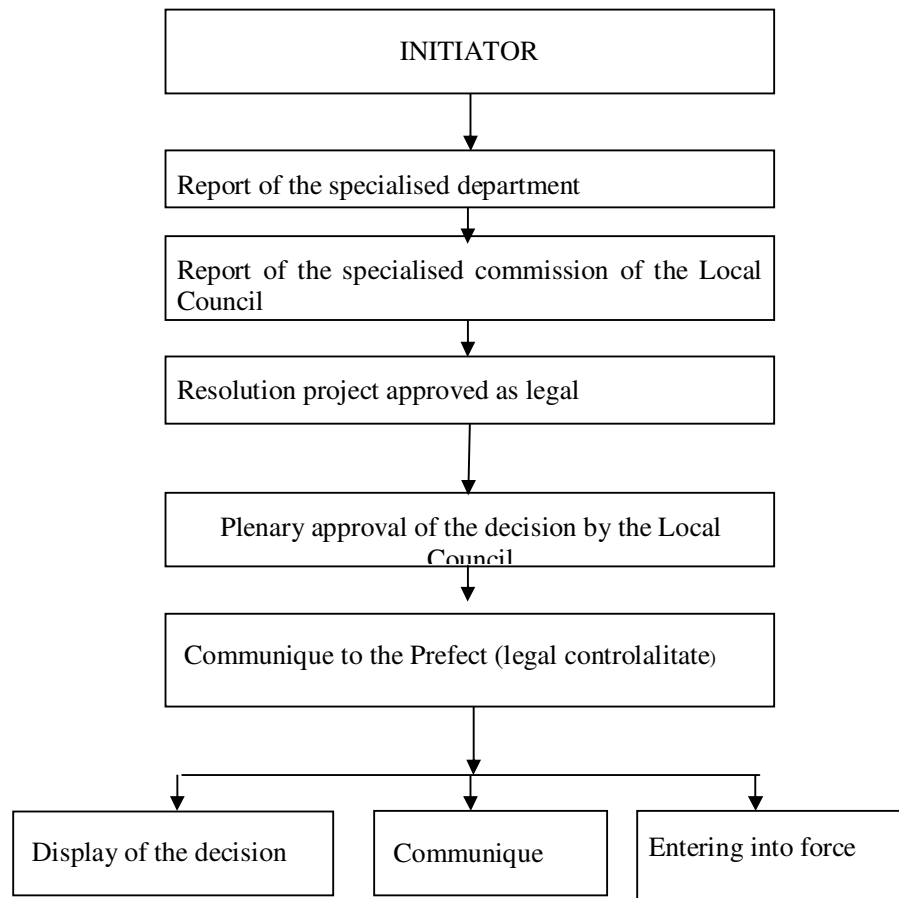 INITIATOR
Report of the specialised department
Report of the specialised commission of the Local
Council
Resolution project approved as legal
Plenary approval of the decision by the Local
Council
Communique to the Prefect (legal controlalitate)
Display of the decision
Communique
Entering into force